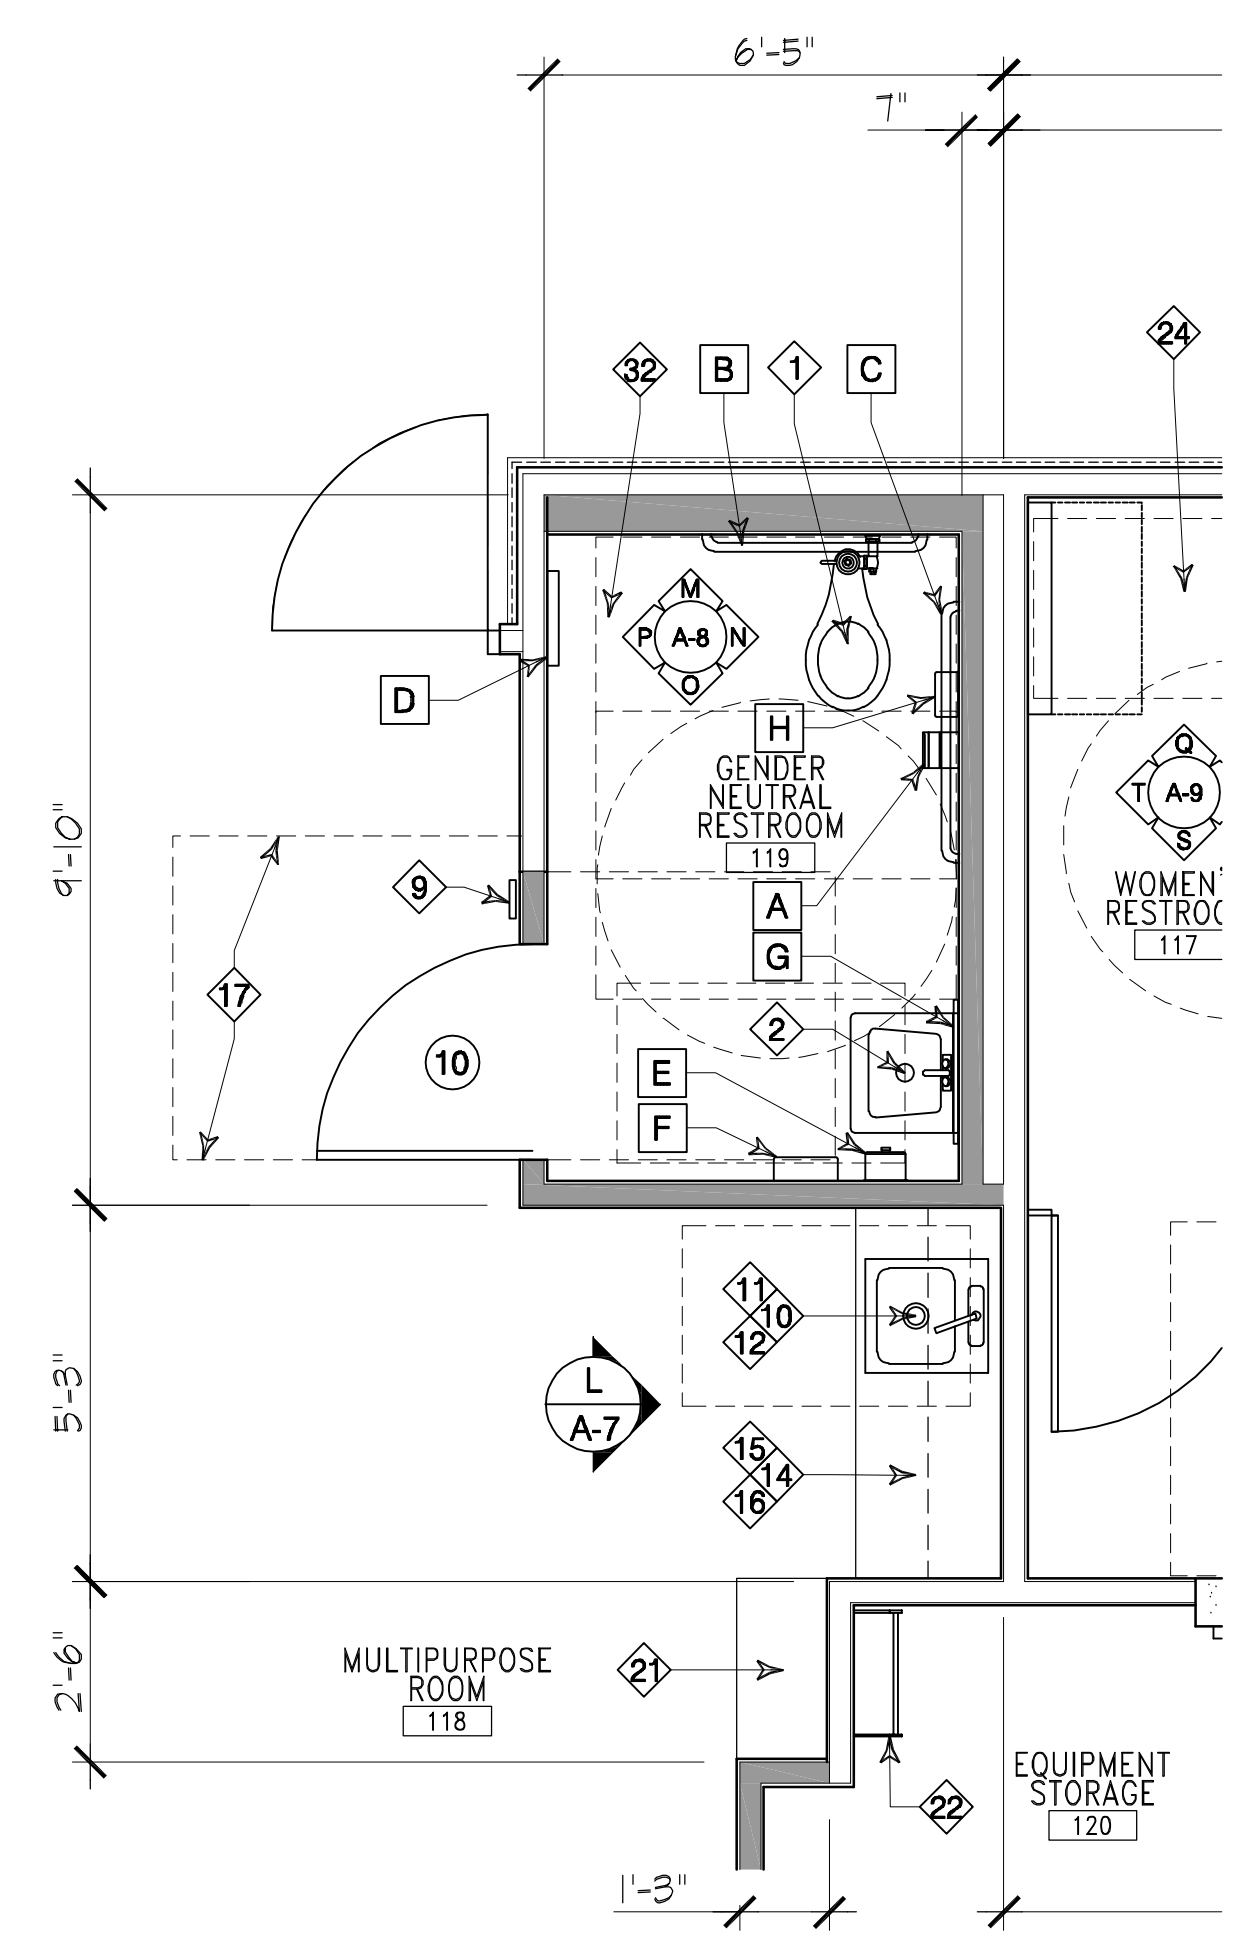 6'-5"
7"
24
32
B
1
C
M
P
A-8
N
O
D
H
GENDER
NEUTRAL
RESTROOM
119
Q
T
A-9
S
9'-10"
9
A
WOMEN'
RESTROO
117
G
17
2
10
E
F
11
10
12
L
A-7
5'-3"
15
14
16
2'-6"
MULTIPURPOSE
ROOM
118
21
EQUIPMENT
STORAGE
120
22
1'-3"